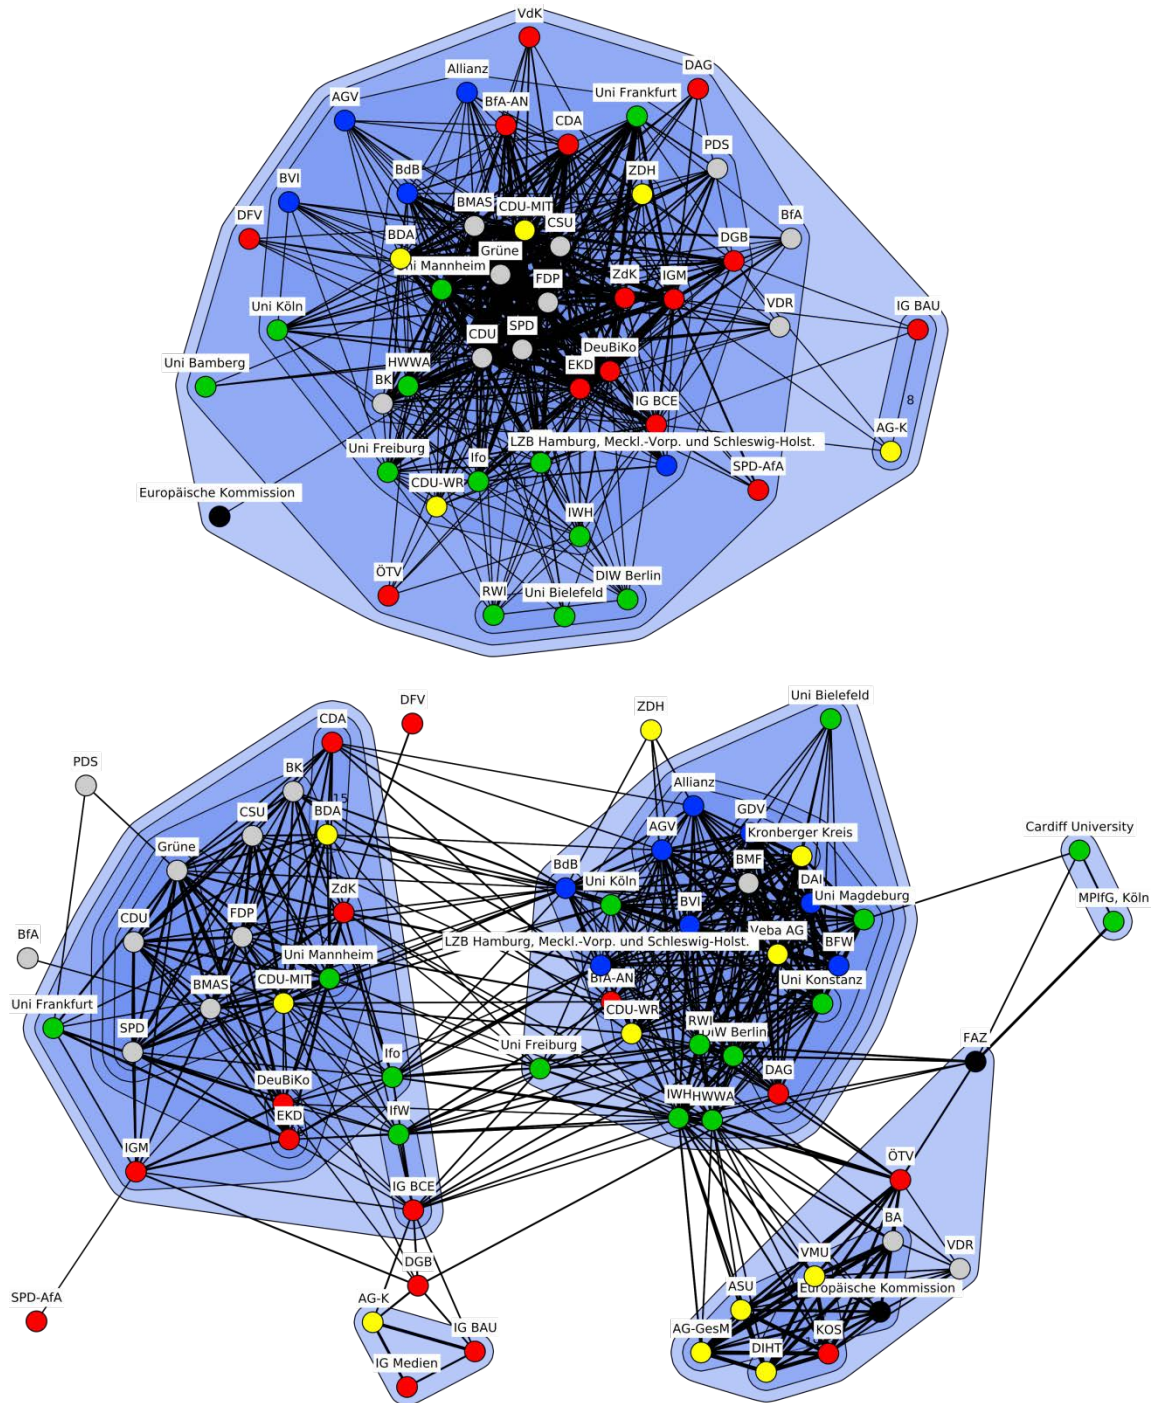 VdK
Allianz
DAG
AGV
BfA-AN
Uni Frankfurt
CDA
PDS
BVI
BdB
ZDH
DFV
BMAS
CDU-MIT
BfA
CSU
BDA
DGB
Grüne
Uni Mannheim
FDP
ZdK
IGM
VDR
Uni Köln
IG BAU
CDU
SPD
DeuBiKo
Uni Bamberg
HWWA
EKD
BK
8
IG BCE
AG-K
Uni Freiburg
Ifo
LZB Hamburg, Meckl.-Vorp. und Schleswig-Holst.
SPD-AfA
CDU-WR
Europäische Kommission
IWH
ÖTV
RWI
Uni Bielefeld
DIW Berlin
Uni Bielefeld
DFV
ZDH
CDA
PDS
BK
15
Allianz
GDV
CSU
BDA
Kronberger Kreis
Cardiff University
Grüne
AGV
BMF
BdB
Uni Köln
DAI
ZdK
Uni Magdeburg
MPIfG, Köln
CDU
FDP
BVI
Veba AG
BfA
Uni Mannheim
LZB Hamburg, Meckl.-Vorp. und Schleswig-Holst.
BFW
BMAS
CDU-MIT
BfA-AN
Uni Konstanz
Uni Frankfurt
CDU-WR
SPD
RWI
DIW Berlin
FAZ
Uni Freiburg
Ifo
DeuBiKo
DAG
EKD
IfW
IWH
HWWA
IGM
ÖTV
IG BCE
BA
VDR
DGB
VMU
SPD-AfA
AG-K
ASU
Europäische Kommission
IG BAU
AG-GesM
KOS
IG Medien
DIHT